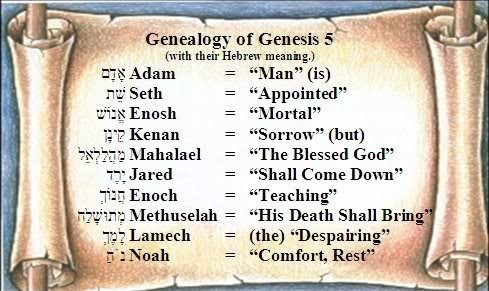 Genealogy of Genesis 5
(with their Hebrew meaning.)
אָדָם Adam = “Man” (is)
שֵׁת Seth = “Appointed”
אֱנוֹשׁ Enosh = “Mortal”
קֵינָן Kenan = “Sorrow” (but)
מַהֲלַלְאֵל Mahalael = “The Blessed God”
יָרֶד Jared = “Shall Come Down”
חֲנוֹךְ Enoch = “Teaching”
מְתוּשֶׁלַח Methuselah = “His Death Shall Bring”
לָמֶךְ Lamech = (the) “Despairing”
נֹחַ Noah = “Comfort, Rest”